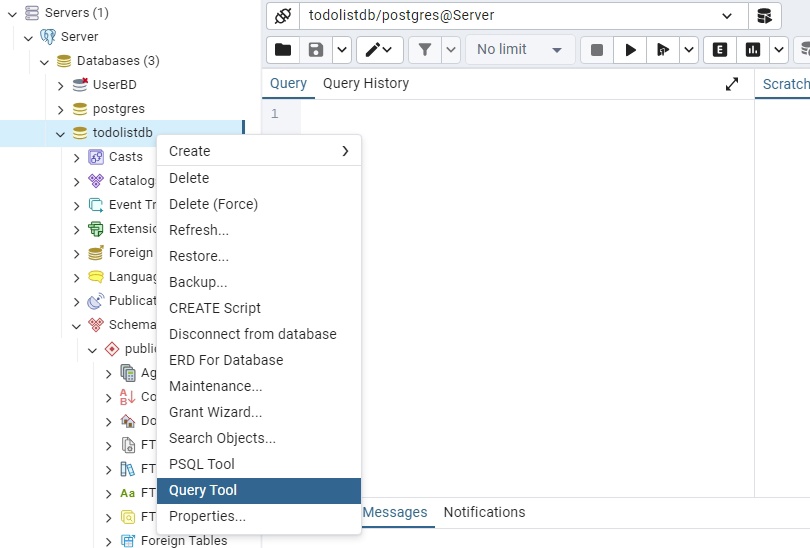 Servers (1)
Server
Databases (3)
UserBD
postgres
todolistdb
Casts
Catalog
Event Tr
Extensio
Foreign
Languag
Publicat
Schema
public
Ag
Co
Do
FT
FT
Aa FT
FT
Foreign Tables
todolistdb/postgres@Server
No limit
E
Query Query History
Scratch
1
Create
Delete
Delete (Force)
Refresh...
Restore...
Backup...
CREATE Script
Disconnect from database
ERD For Database
Maintenance...
Grant Wizard...
Search Objects...
PSQL Tool
Query Tool
Properties...
Messages Notifications